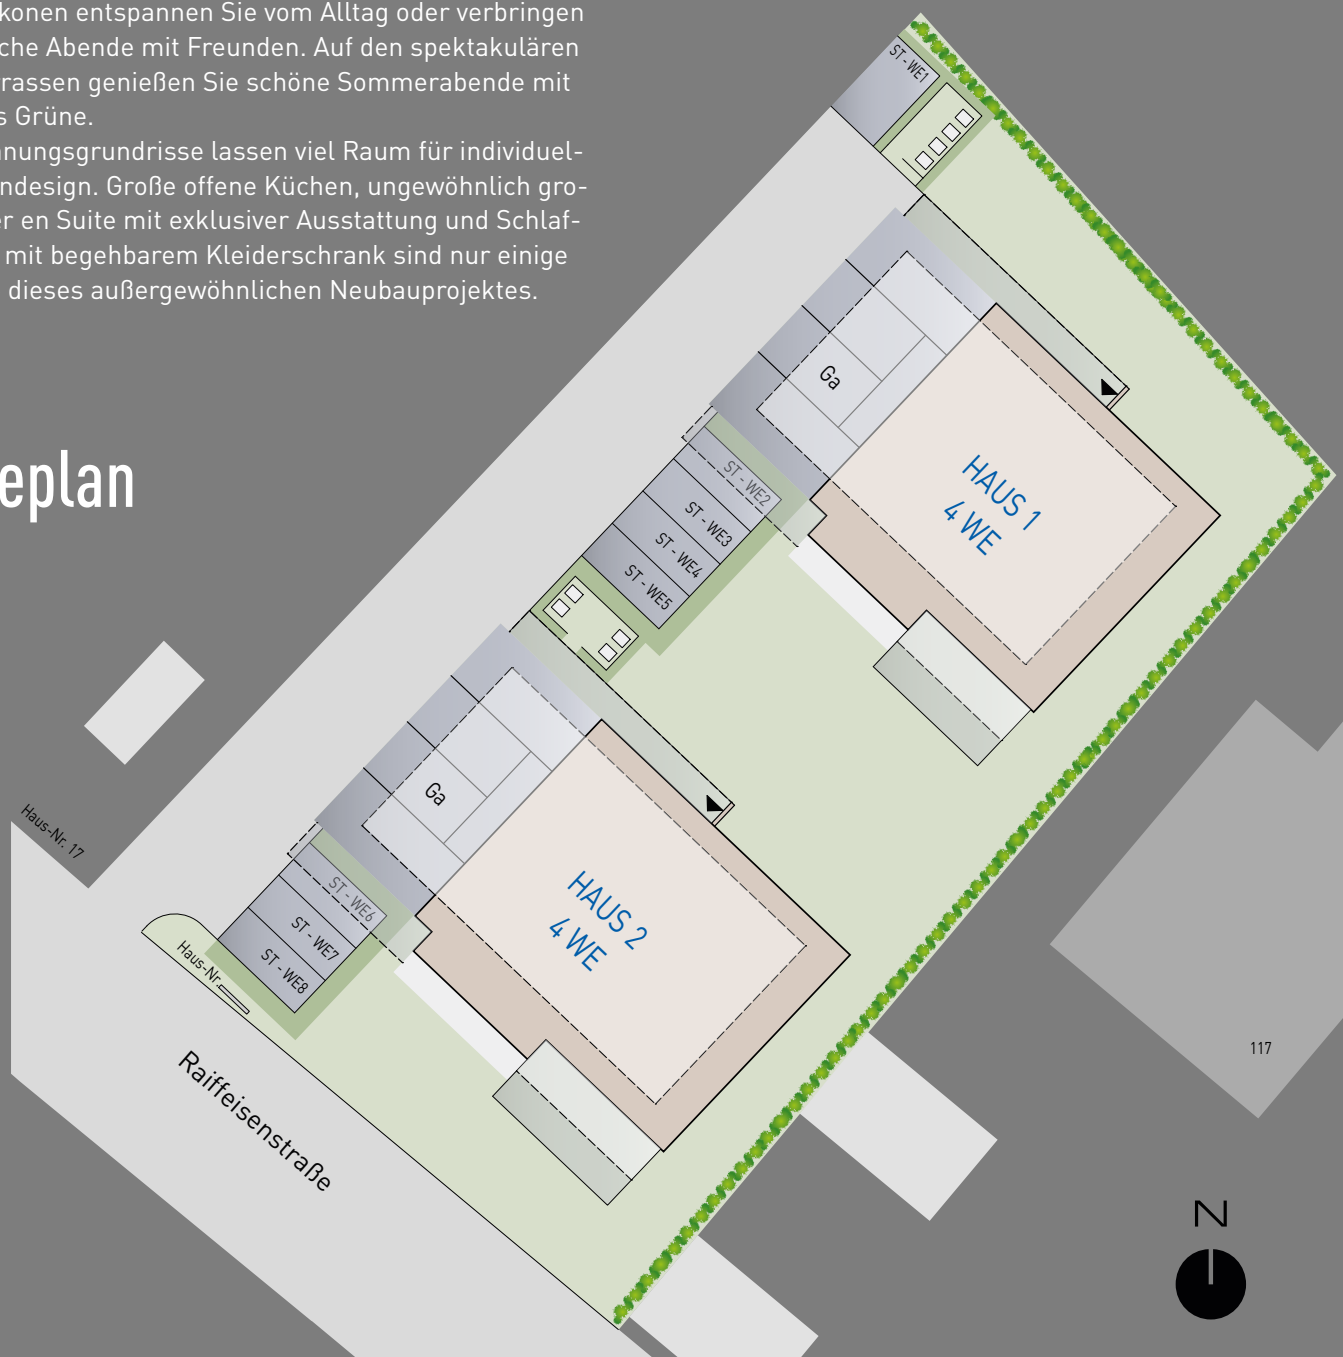 konen entspannen Sie vom Alltag oder verbringen
che Abende mit Freunden. Auf den spektakulären
rassen genießen Sie schöne Sommerabende mit
s Grüne.
nungsgrundrisse lassen viel Raum für individuel-
ndesign. Große offene Küchen, ungewöhnlich gro-
er en Suite mit exklusiver Ausstattung und Schlaf-
mit begehbarem Kleiderschrank sind nur einige
dieses außergewöhnlichen Neubauprojektes.
eplan
ST - WE1
Ga
HAUS 1
4 WE
ST - WE2
ST - WE3
ST - WE4
ST - WE5
Ga
HAUS 2
4 WE
ST - WE6
ST - WE7
ST - WE8
Haus-Nr. 17
Haus-Nr.
Raiffeisenstraße
117
N